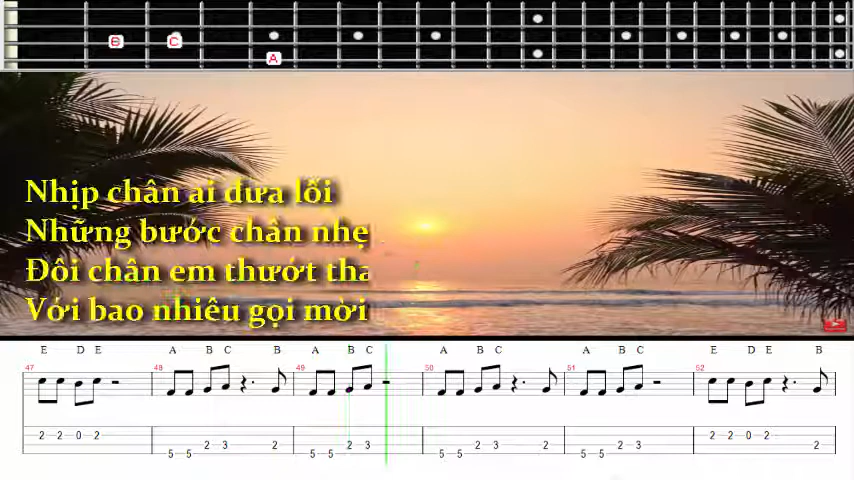 B C
A
Nhịp chân ai đưa lỗi
Những bước chân nhẹ
Đôi chân em thướt tha
Với bao nhiêu gọi mời
E D E A B C B A B C A B C A B C E D E B
47 48 49 50 51 52
2 2 0 2 2 3 2 2 3 2 3 2 2 3 2 2 0 2 2
5 5 5 5 5 5 5 5